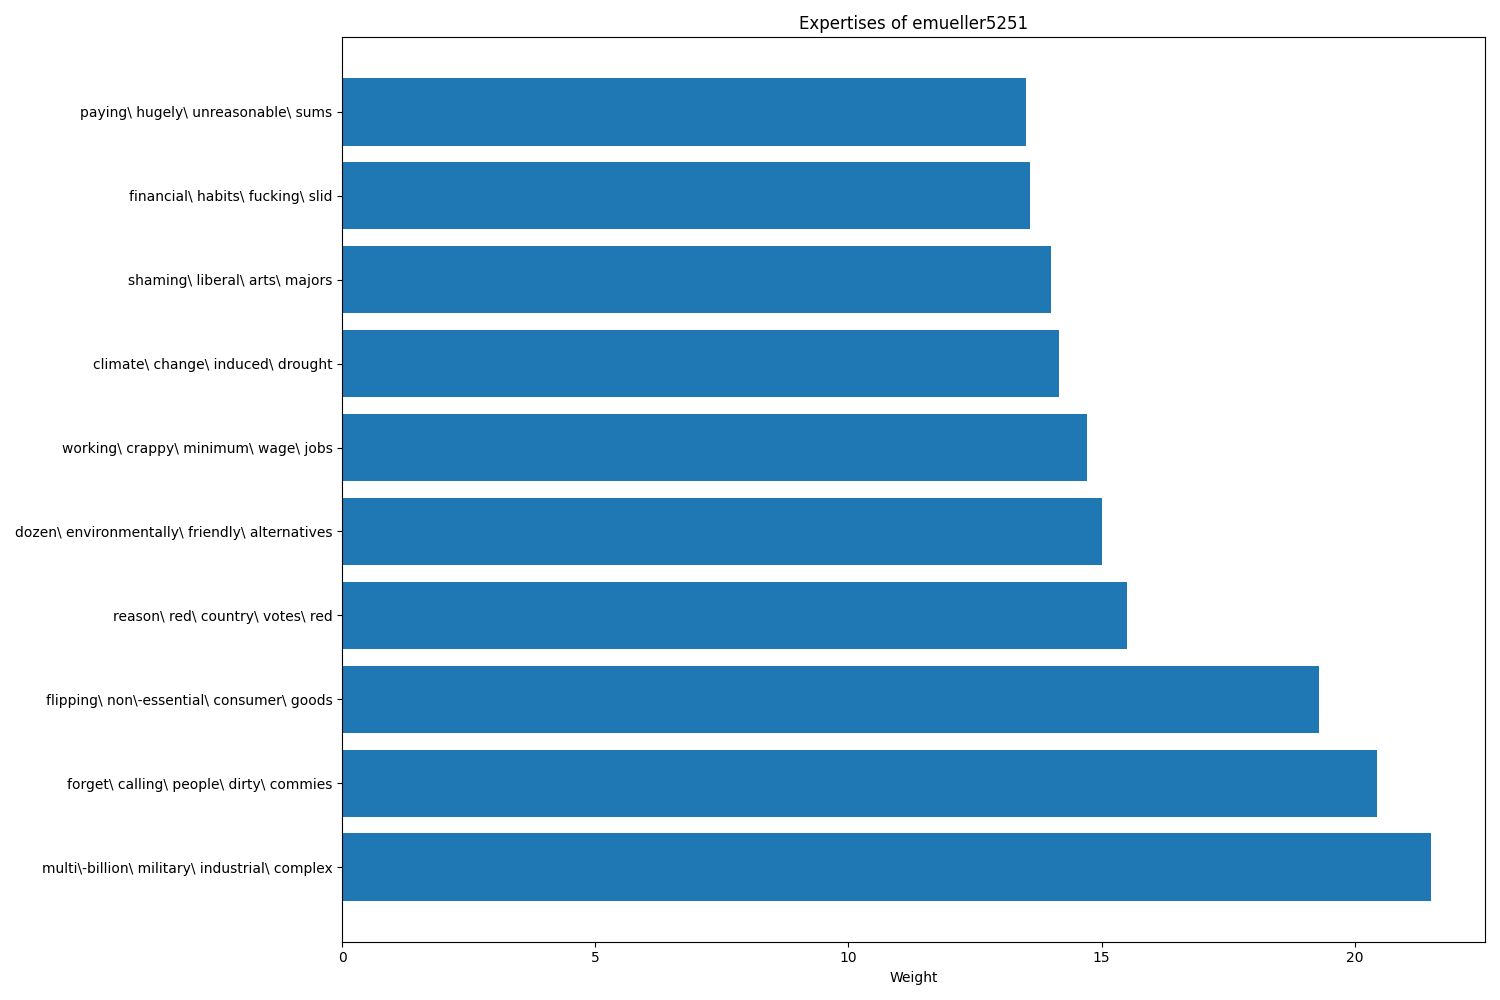 Expertises of emueller5251
paying\ hugely\ unreasonable\ sums
financial\ habits\ fucking\ slid
shaming\ liberal\ arts\ majors
climate\ change\ induced\ drought
working\ crappy\ minimum\ wage\ jobs
dozen\ environmentally\ friendly\ alternatives
reason\ red\ country\ votes\ red
flipping\ non\-essential\ consumer\ goods
forget\ calling\ people\ dirty\ commies
multi\-billion\ military\ industrial\ complex
0 5 10 15 20
Weight